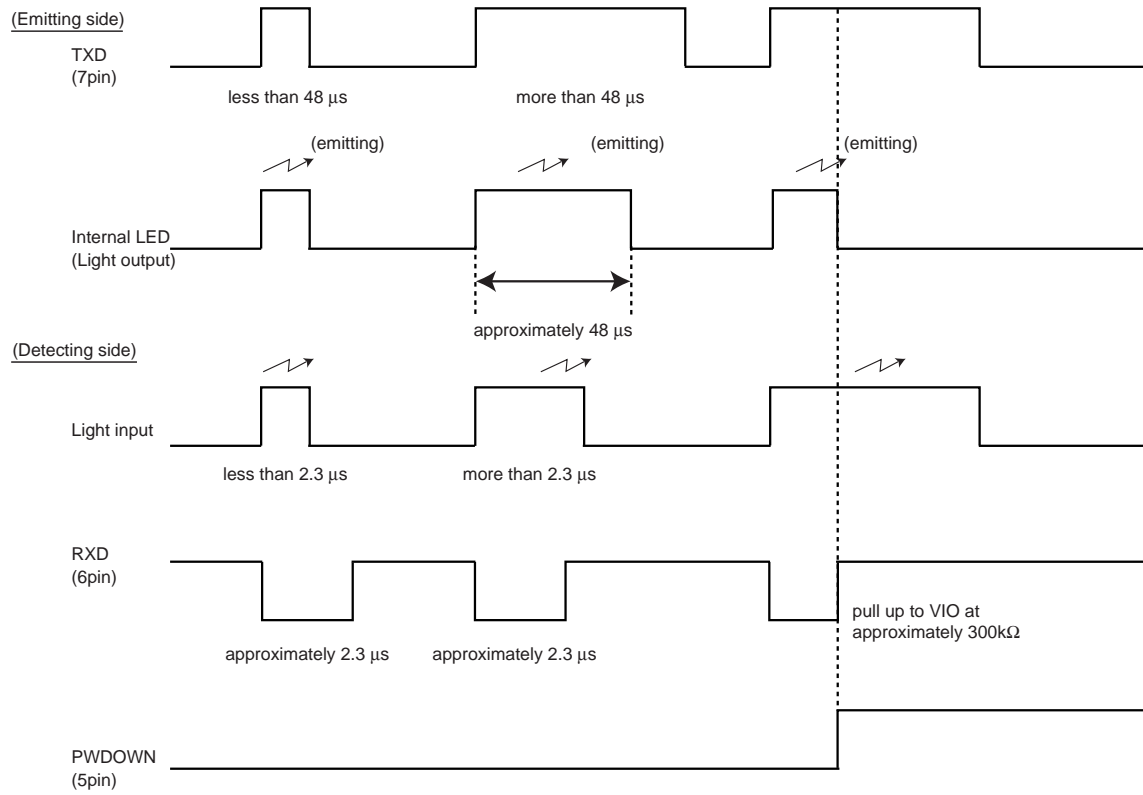 (Emitting side)
TXD
(7pin)
less than 48 μs
more than 48 μs
(emitting)
(emitting)
(emitting)
Internal LED
(Light output)
approximately 48 μs
(Detecting side)
Light input
less than 2.3 μs
more than 2.3 μs
RXD
(6pin)
pull up to VIO at
approximately 300kΩ
approximately 2.3 μs
approximately 2.3 μs
PWDOWN
(5pin)